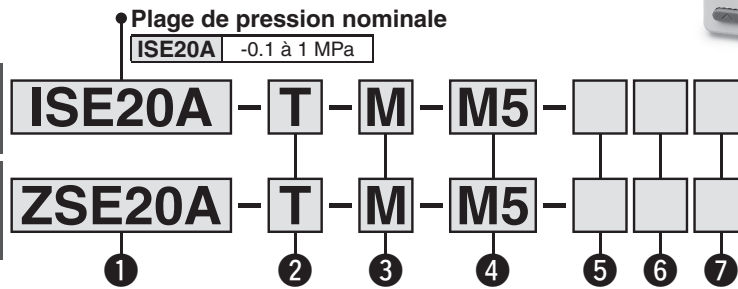 Plage de pression nominale
ISE20A -0.1 à 1 MPa
ISE20A - T - M - M5 -
ZSE20A - T - M - M5 -
1 2 3 4 5 6 7